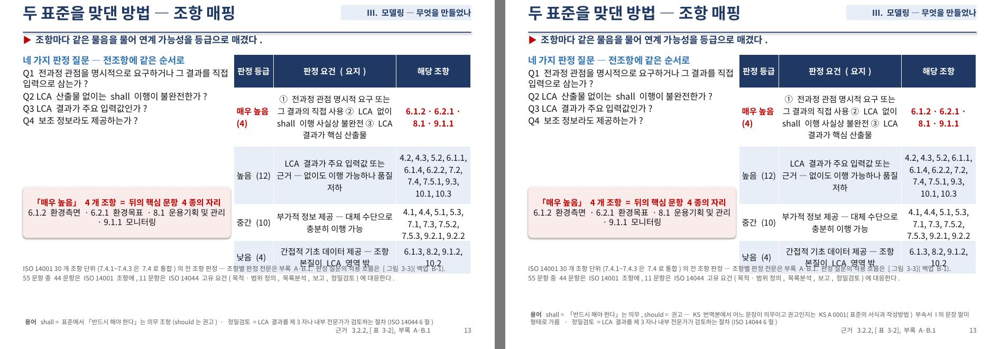 두 표준을 맞댄 방법 — 조항 매핑
III. 모델링 — 무엇을 만들었나
▶ 조항마다 같은 물음을 물어 연계 가능성을 등급으로 매겼다 .
네 가지 판정 질문 — 전조항에 같은 순서로
Q1 전과정 관점을 명시적으로 요구하거나 그 결과를 직접
입력으로 삼는가 ?
Q2 LCA 산출물 없이는 shall 이행이 불완전한가 ?
Q3 LCA 결과가 주요 입력값인가 ?
Q4 보조 정보라도 제공하는가 ?
판정 등급
판정 요건 ( 요지 )
해당 조항
매우 높음
(4)
① 전과정 관점 명시적 요구 또는
그 결과의 직접 사용 ② LCA 없이
shall 이행 사실상 불완전 ③ LCA
결과가 핵심 산출물
6.1.2 · 6.2.1 ·
8.1 · 9.1.1
높음 (12)
LCA 결과가 주요 입력값 또는
근거 — 없이도 이행 가능하나 품질
저하
4.2, 4.3, 5.2, 6.1.1,
6.1.4, 6.2.2, 7.2,
7.4, 7.5.1, 9.3,
10.1, 10.3
중간 (10)
부가적 정보 제공 — 대체 수단으로
충분히 이행 가능
4.1, 4.4, 5.1, 5.3,
7.1, 7.3, 7.5.2,
7.5.3, 9.2.1, 9.2.2
낮음 (4)
간접적 기초 데이터 제공 — 조항
본질이 LCA 영역 밖
6.1.3, 8.2, 9.1.2,
10.2
「매우 높음」 4 개 조항 = 뒤의 핵심 문항 4 종의 자리
6.1.2 환경측면 · 6.2.1 환경목표 · 8.1 운용기획 및 관리
· 9.1.1 모니터링
ISO 14001 30 개 조항 단위 (7.4.1~7.4.3 은 7.4 로 통합 ) 의 전 조항 판정 — 조항별 판정 전문은 부록 A·B.1. 판정 질문의 적용 흐름은 [ 그림 3-3]( 백업 B-1).
55 문항 중 44 문항은 ISO 14001 조항에 , 11 문항은 ISO 14044 고유 요건 ( 목적 · 범위 정의 , 목록분석 , 보고 , 정밀검토 ) 에 대응한다 .
용어 shall = 표준에서 「반드시 해야 한다」는 의무 조항 (should 는 권고 ) · 정밀검토 = LCA 결과를 제 3 자나 내부 전문가가 검토하는 절차 (ISO 14044 6 절 )
근거 3.2.2, [ 표 3-2], 부록 A·B.1
13
두 표준을 맞댄 방법 — 조항 매핑
III. 모델링 — 무엇을 만들었나
▶ 조항마다 같은 물음을 물어 연계 가능성을 등급으로 매겼다 .
네 가지 판정 질문 — 전조항에 같은 순서로
Q1 전과정 관점을 명시적으로 요구하거나 그 결과를 직접
입력으로 삼는가 ?
Q2 LCA 산출물 없이는 shall 이행이 불완전한가 ?
Q3 LCA 결과가 주요 입력값인가 ?
Q4 보조 정보라도 제공하는가 ?
판정 등급
판정 요건 ( 요지 )
해당 조항
매우 높음
(4)
① 전과정 관점 명시적 요구 또는
그 결과의 직접 사용 ② LCA 없이
shall 이행 사실상 불완전 ③ LCA
결과가 핵심 산출물
6.1.2 · 6.2.1 ·
8.1 · 9.1.1
높음 (12)
LCA 결과가 주요 입력값 또는
근거 — 없이도 이행 가능하나 품질
저하
4.2, 4.3, 5.2, 6.1.1,
6.1.4, 6.2.2, 7.2,
7.4, 7.5.1, 9.3,
10.1, 10.3
중간 (10)
부가적 정보 제공 — 대체 수단으로
충분히 이행 가능
4.1, 4.4, 5.1, 5.3,
7.1, 7.3, 7.5.2,
7.5.3, 9.2.1, 9.2.2
낮음 (4)
간접적 기초 데이터 제공 — 조항
본질이 LCA 영역 밖
6.1.3, 8.2, 9.1.2,
10.2
「매우 높음」 4 개 조항 = 뒤의 핵심 문항 4 종의 자리
6.1.2 환경측면 · 6.2.1 환경목표 · 8.1 운용기획 및 관리
· 9.1.1 모니터링
ISO 14001 30 개 조항 단위 (7.4.1~7.4.3 은 7.4 로 통합 ) 의 전 조항 판정 — 조항별 판정 전문은 부록 A·B.1. 판정 질문의 적용 흐름은 [ 그림 3-3]( 백업 B-1).
55 문항 중 44 문항은 ISO 14001 조항에 , 11 문항은 ISO 14044 고유 요건 ( 목적 · 범위 정의 , 목록분석 , 보고 , 정밀검토 ) 에 대응한다 .
용어 shall = 「반드시 해야 한다」는 의무 , should = 권고 — KS 번역본에서 어느 문장이 의무이고 권고인지는 KS A 0001( 표준의 서식과 작성방법 ) 부속서 I 의 문장 말미
형태로 가름 · 정밀검토 = LCA 결과를 제 3 자나 내부 전문가가 검토하는 절차 (ISO 14044 6 절 )
근거 3.2.2, [ 표 3-2], 부록 A·B.1
13